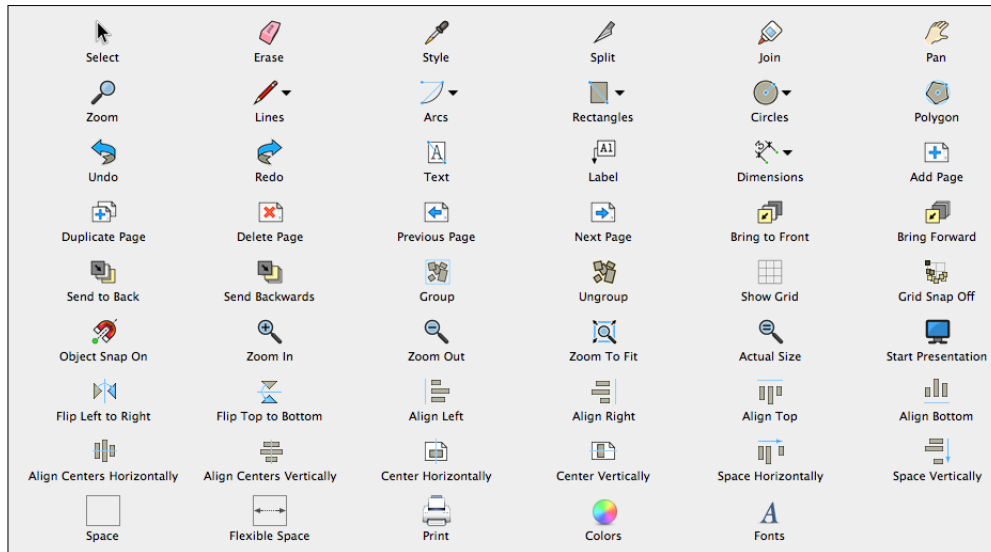 Select Erase Style Split Join Pan
Zoom Lines Arcs Rectangles Circles Polygon
A A1
Undo Redo Text Label Dimensions Add Page
Duplicate Page Delete Page Previous Page Next Page Bring to Front Bring Forward
Send to Back Send Backwards Group Ungroup Show Grid Grid Snap Off
Object Snap On Zoom In Zoom Out Zoom To Fit Actual Size Start Presentation
Flip Left to Right Flip Top to Bottom Align Left Align Right Align Top Align Bottom
Align Centers Horizontally Align Centers Vertically Center Horizontally Center Vertically Space Horizontally Space Vertically
A
Space Flexible Space Print Colors Fonts